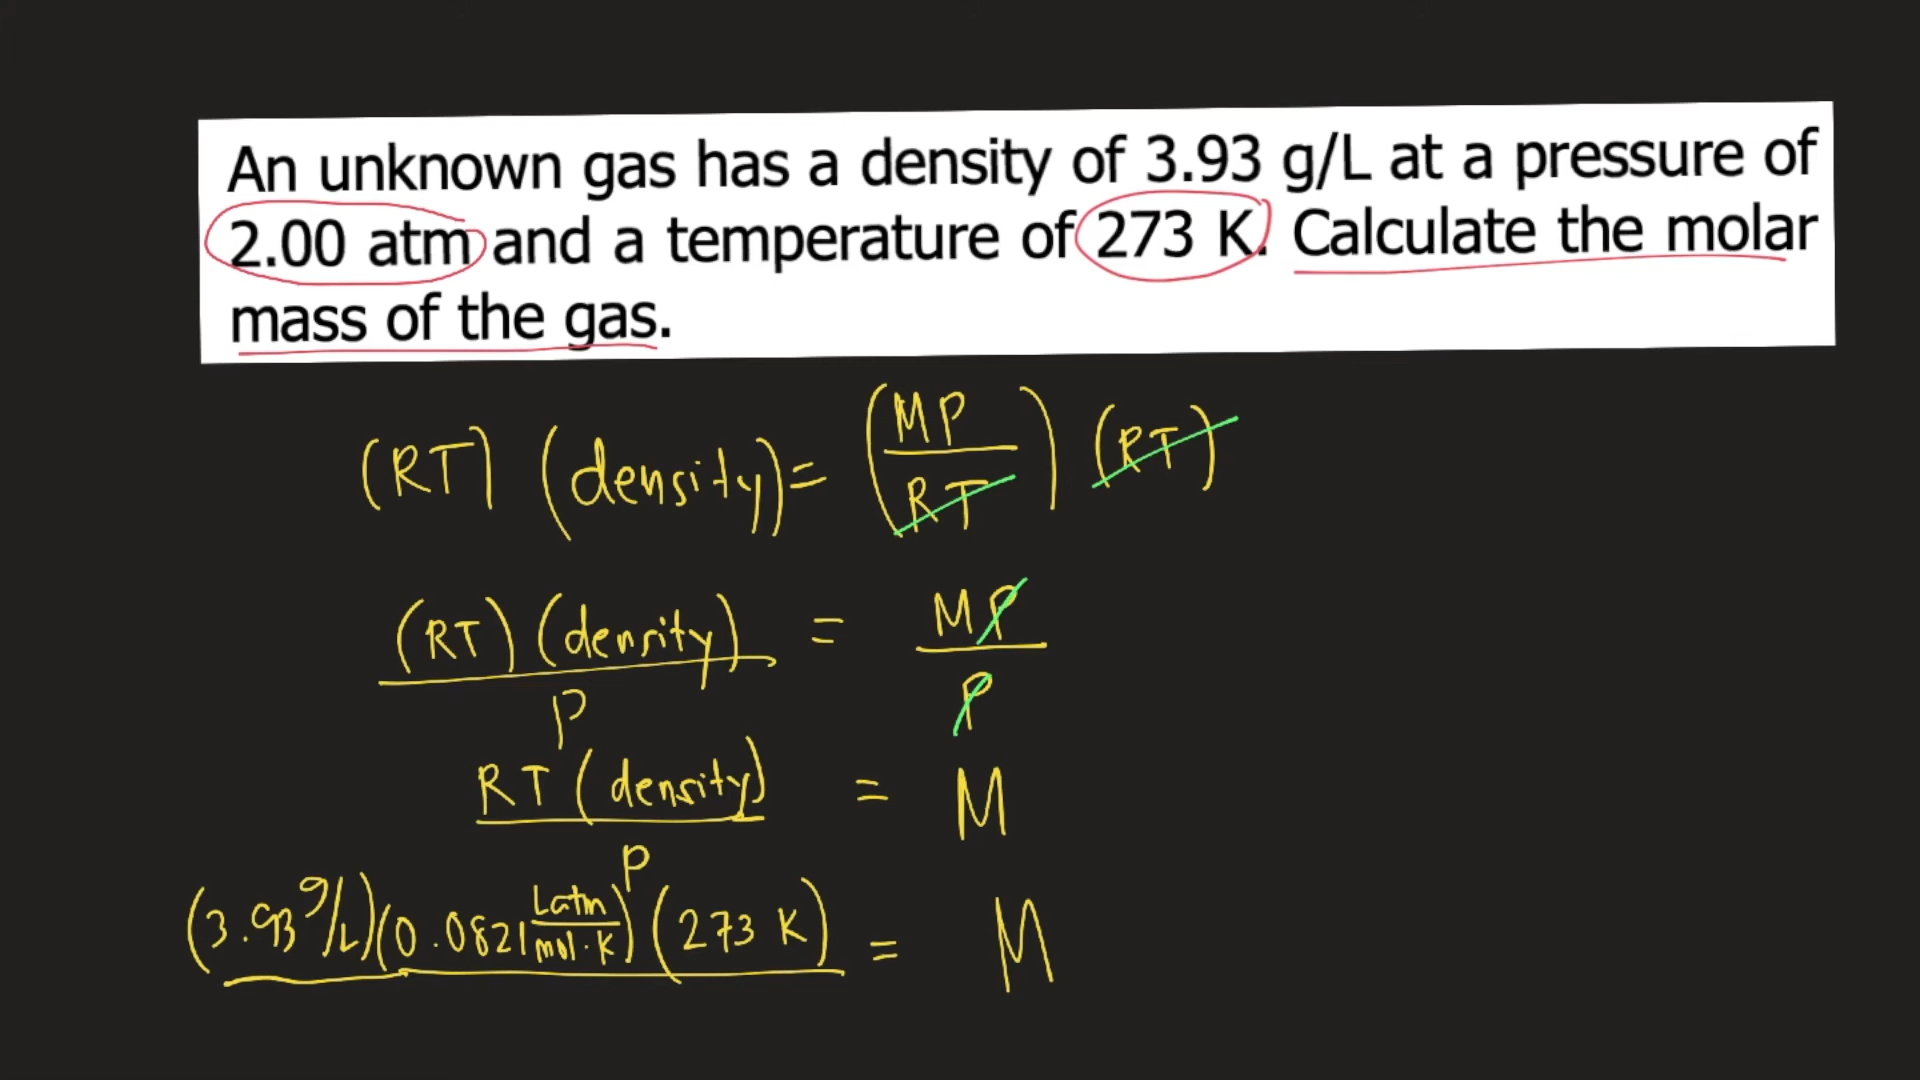 An unknown gas has a density of 3.93 g/L at a pressure of
2.00 atm and a temperature of 273 K. Calculate the molar
mass of the gas.
(RT) (density) = (MP/RT) (RT)
(RT)(density)/P = MP/P
RT(density)/P = M
(3.93 g/L)(0.0821 Latm/mol·K)(273 K) = M